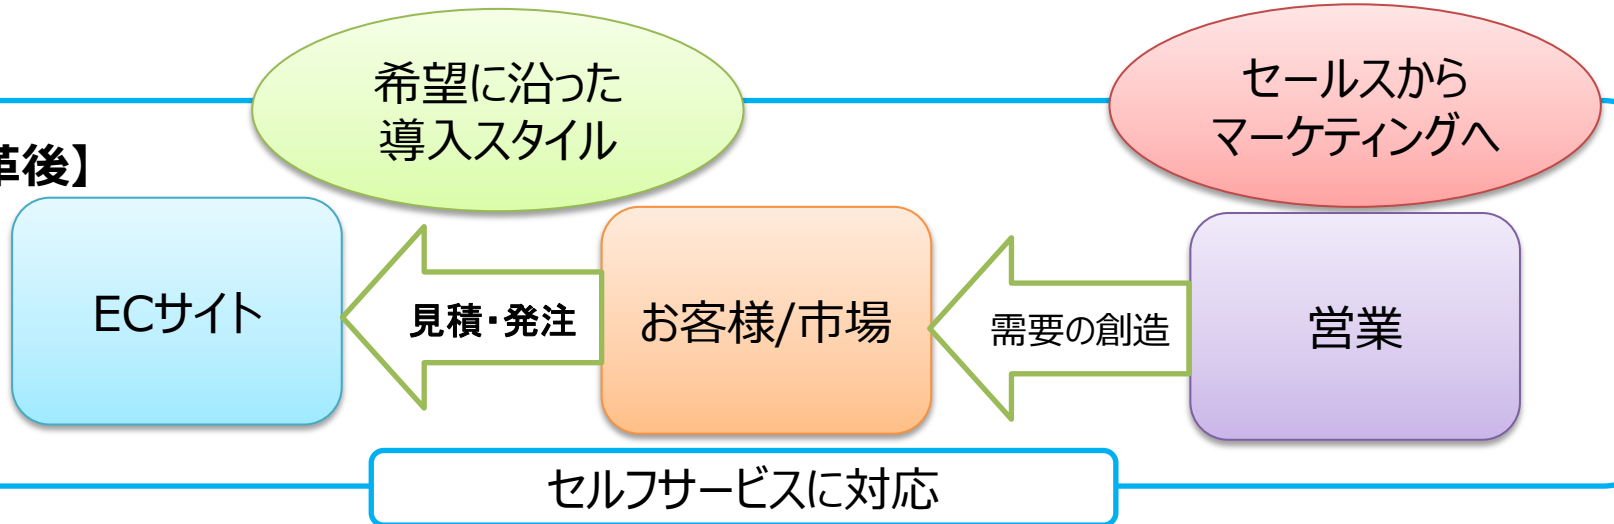 希望に沿った
導入スタイル
セールスから
マーケティングへ
革後】
ECサイト
見積・発注
お客様/市場
需要の創造
営業
セルフサービスに対応